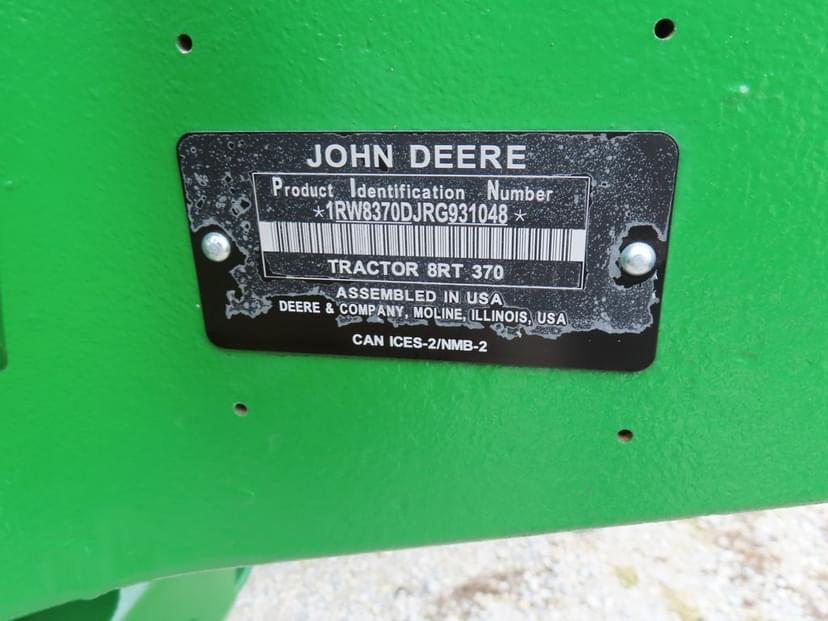 JOHN DEERE
Product Identification Number
*1RW8370DJRG931048*
TRACTOR 8RT 370
ASSEMBLED IN USA
DEERE & COMPANY, MOLINE, ILLINOIS, USA
CAN ICES-2/NMB-2